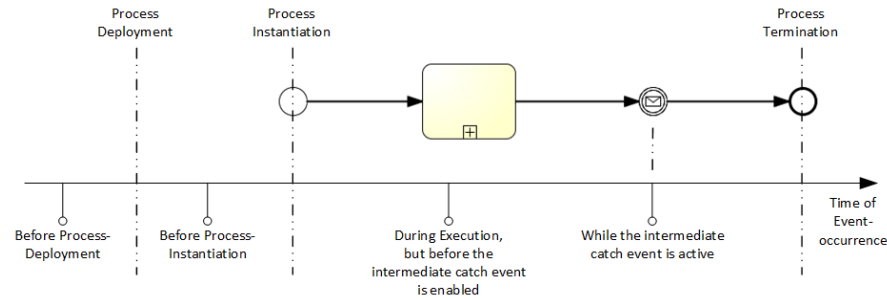 Process
Deployment
Process
Instantiation
Process
Termination
Before Process-
Deployment
Before Process-
Instantiation
During Execution,
but before the
intermediate catch event
is enabled
While the intermediate
catch event is active
Time of
Event-
occurrence